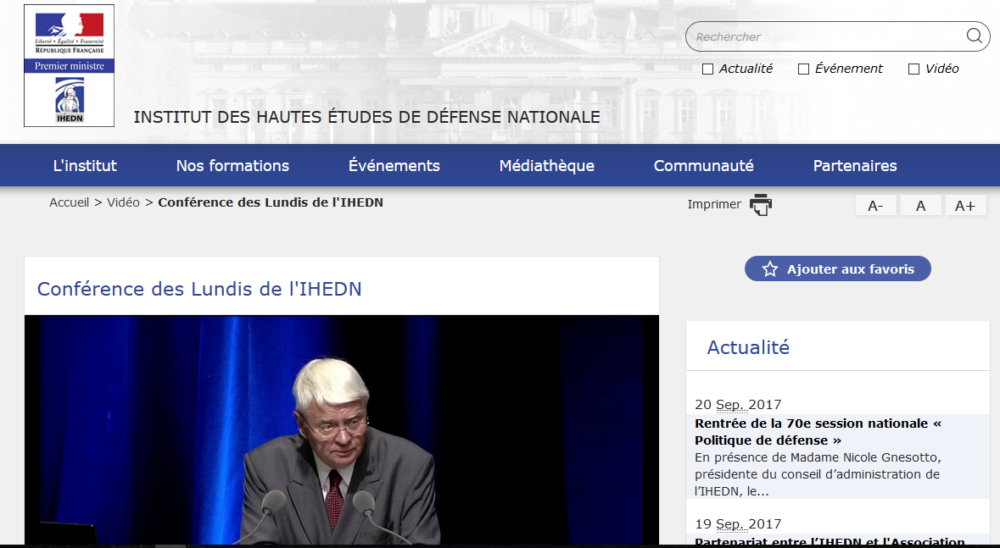 Liberté • Égalité • Fraternité
RÉPUBLIQUE FRANÇAISE
Premier ministre
IHEDN
INSTITUT DES HAUTES ÉTUDES DE DÉFENSE NATIONALE
Rechercher
Actualité Événement Vidéo
L'institut Nos formations Événements Médiathèque Communauté Partenaires
Accueil > Vidéo > Conférence des Lundis de l'IHEDN
Imprimer A- A A+
Conférence des Lundis de l'IHEDN
Ajouter aux favoris
Actualité
20 Sep. 2017
Rentrée de la 70e session nationale «
Politique de défense »
En présence de Madame Nicole Gnesotto,
présidente du conseil d’administration de
l’IHEDN, le...
19 Sep. 2017
Partenariat entre l’IHEDN et l'Association